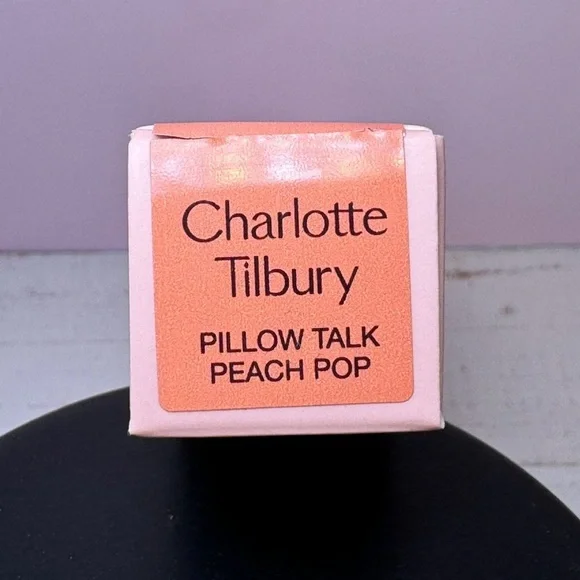 Charlotte
Tilbury
PILLOW TALK
PEACH POP